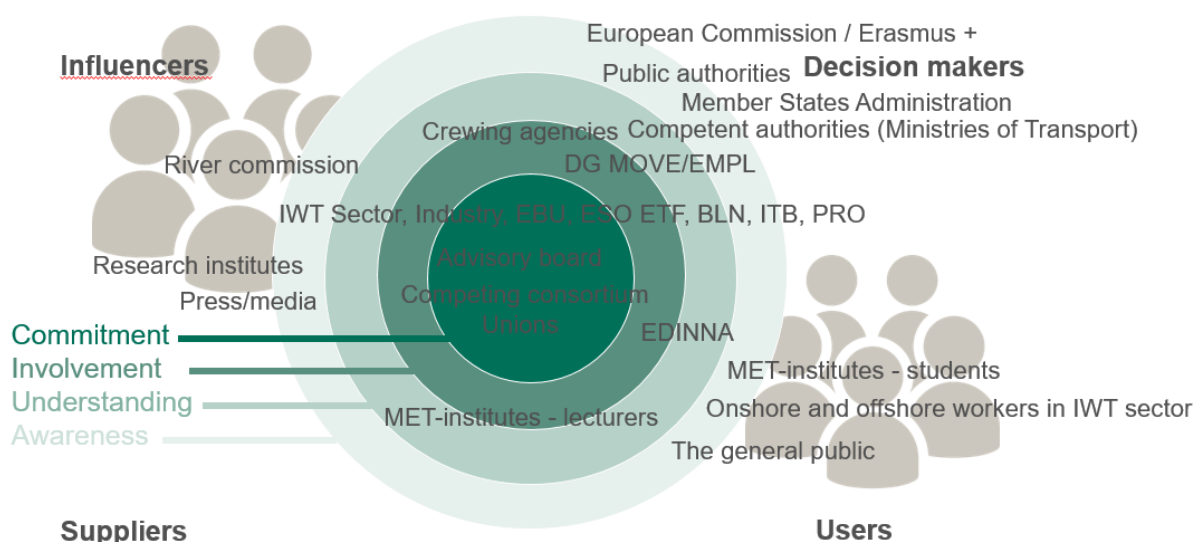 European Commission / Erasmus +
Influencers
Public authorities
Decision makers
Member States Administration
Crewing agencies
Competent authorities (Ministries of Transport)
River commission
DG MOVE/EMPL
IWT Sector, Industry, EBU, ESO ETF, BLN, ITB, PRO
Advisory board
Research institutes
Competing consortium
Press/media
Unions
EDINNA
Commitment
Involvement
Understanding
Awareness
MET-institutes - students
Onshore and offshore workers in IWT sector
MET-institutes - lecturers
The general public
Suppliers
Users